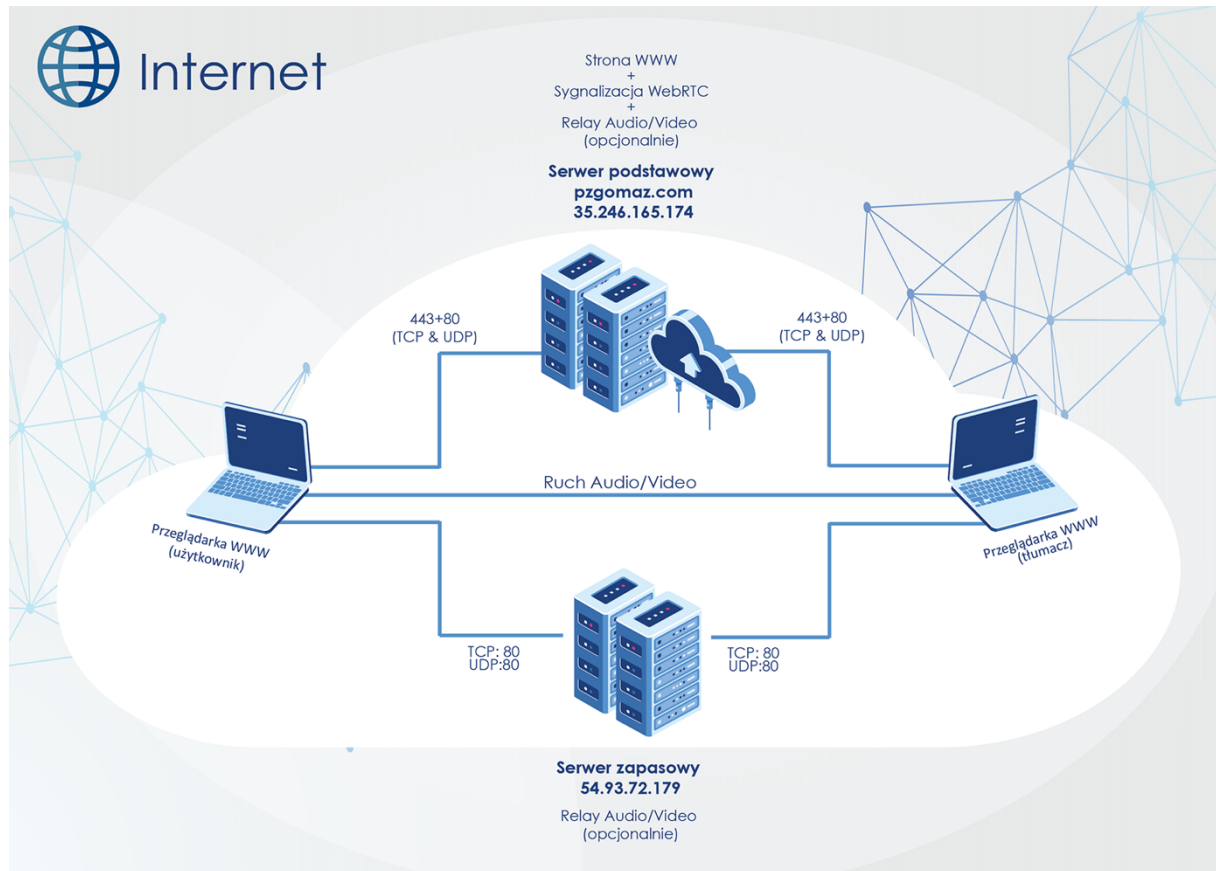 Internet
Strona WWW
+
Sygnalizacja WebRTC
+
Relay Audio/Video
(opcjonalnie)
Serwer podstawowy
pzgomaz.com
35.246.165.174
443+80
(TCP & UDP)
443+80
(TCP & UDP)
Ruch Audio/Video
Przeglądarka WWW
(użytkownik)
Przeglądarka WWW
(tłumacz)
TCP: 80
UDP:80
TCP: 80
UDP:80
Serwer zapasowy
54.93.72.179
Relay Audio/Video
(opcjonalnie)